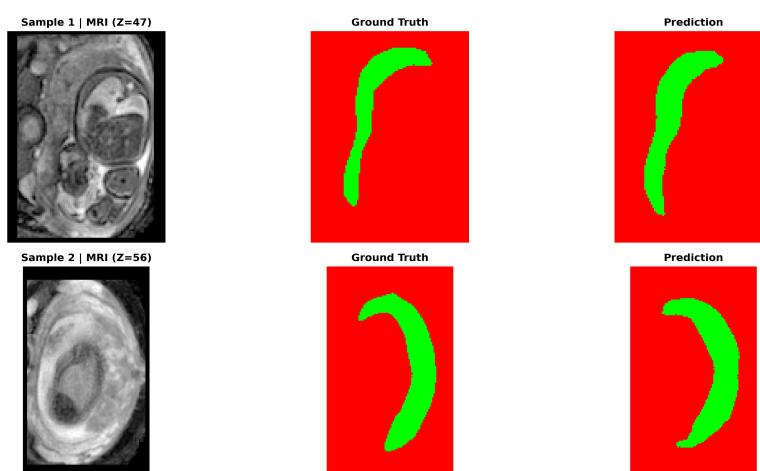 Sample 1 | MRI (Z=47)
Ground Truth
Prediction
Sample 2 | MRI (Z=56)
Ground Truth
Prediction